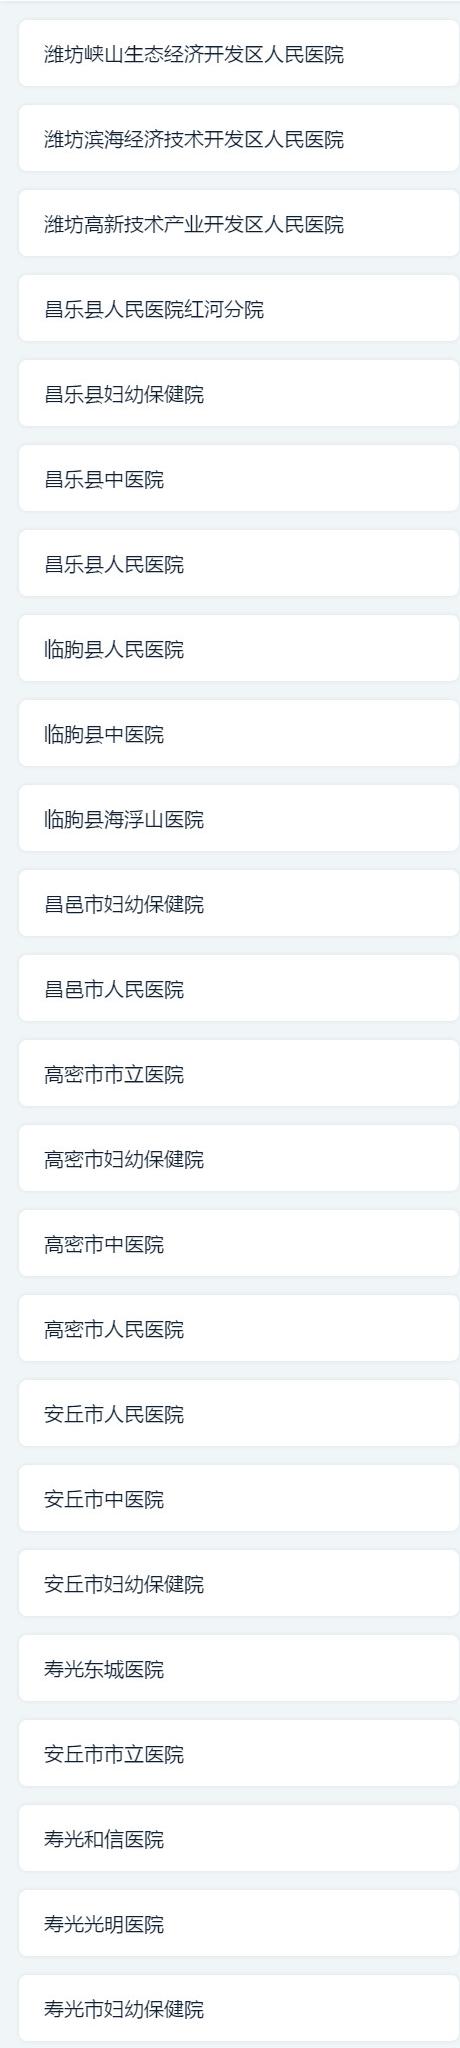 潍坊峡山生态经济开发区人民医院
潍坊滨海经济技术开发区人民医院
潍坊高新技术产业开发区人民医院
昌乐县人民医院红河分院
昌乐县妇幼保健院
昌乐县中医院
昌乐县人民医院
临朐县人民医院
临朐县中医院
临朐县海浮山医院
昌邑市妇幼保健院
昌邑市人民医院
高密市市立医院
高密市妇幼保健院
高密市中医院
高密市人民医院
安丘市人民医院
安丘市中医院
安丘市妇幼保健院
寿光东城医院
安丘市市立医院
寿光和信医院
寿光光明医院
寿光市妇幼保健院